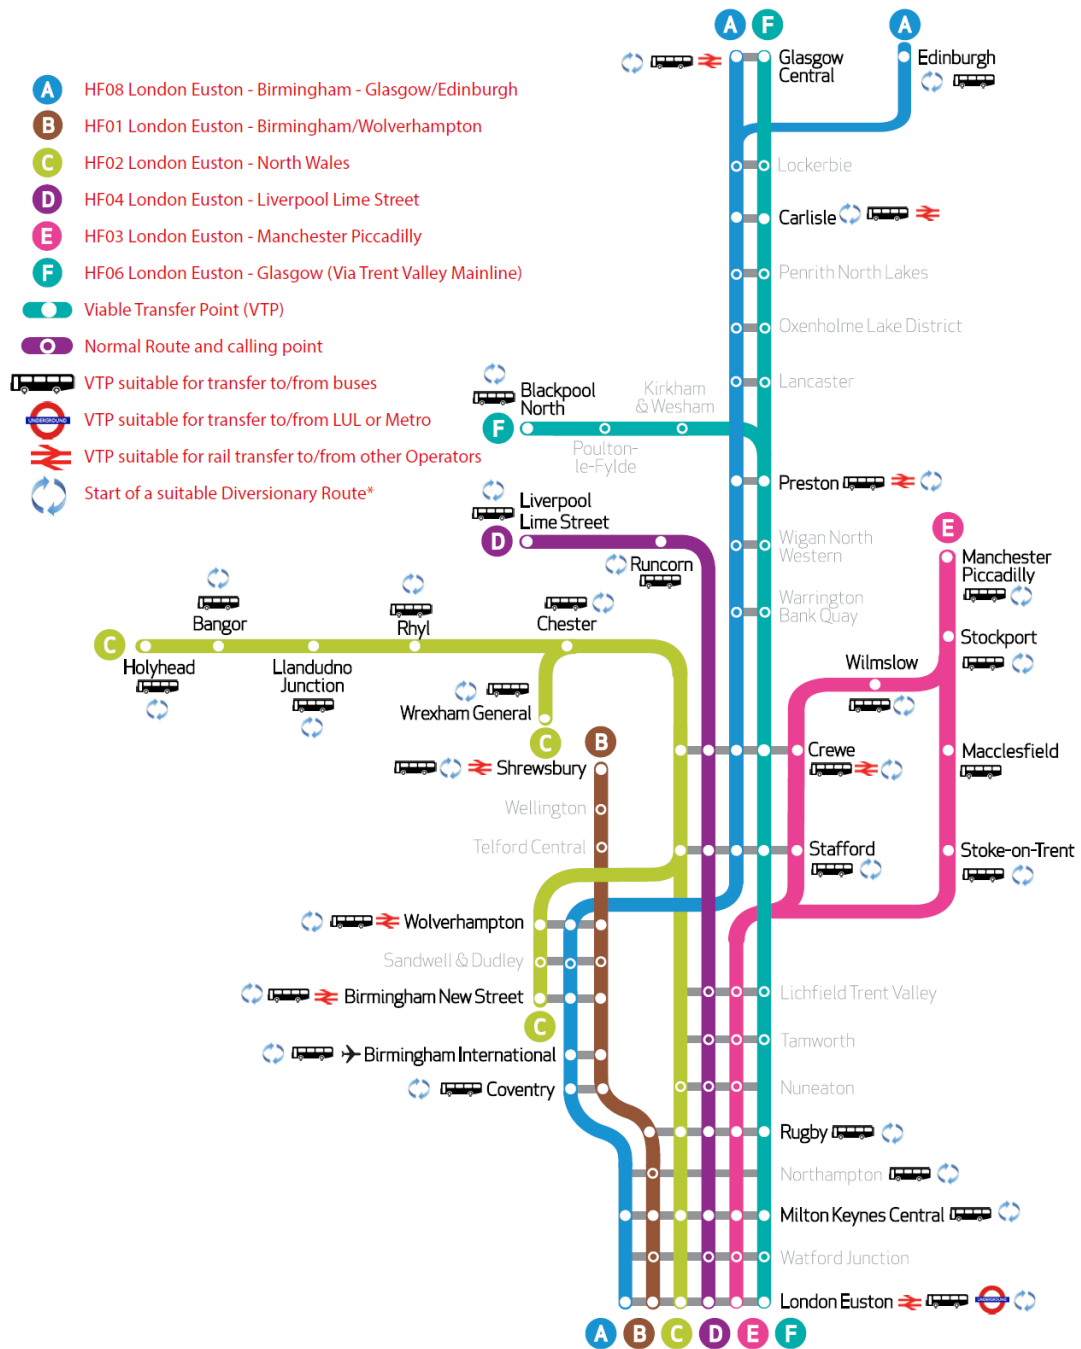 A F A
Glasgow
Central
Edinburgh
A HF08 London Euston - Birmingham - Glasgow/Edinburgh
B HF01 London Euston - Birmingham/Wolverhampton
C HF02 London Euston - North Wales
D HF04 London Euston - Liverpool Lime Street
E HF03 London Euston - Manchester Piccadilly
F HF06 London Euston - Glasgow (Via Trent Valley Mainline)
Viable Transfer Point (VTP)
Normal Route and calling point
VTP suitable for transfer to/from buses
UNDERGROUND VTP suitable for transfer to/from LUL or Metro
VTP suitable for rail transfer to/from other Operators
Start of a suitable Diversionary Route*
Lockerbie
Carlisle
Penrith North Lakes
Oxenholme Lake District
Lancaster
Blackpool
North
Kirkham
& Wesham
F
Poulton-
le-Fylde
Preston
Liverpool
Lime Street
D
Runcorn
Wigan North
Western
Warrington
Bank Quay
E
Manchester
Piccadilly
Stockport
Wilmslow
Macclesfield
Stoke-on-Trent
Bangor
Rhyl
Chester
C
Holyhead
Llandudno
Junction
Wrexham General
C
B
Shrewsbury
Crewe
Wellington
Telford Central
Stafford
Wolverhampton
Sandwell & Dudley
Birmingham New Street
C
Birmingham International
Coventry
Lichfield Trent Valley
Tamworth
Nuneaton
Rugby
Northampton
Milton Keynes Central
Watford Junction
London Euston UNDERGROUND
A B C D E F